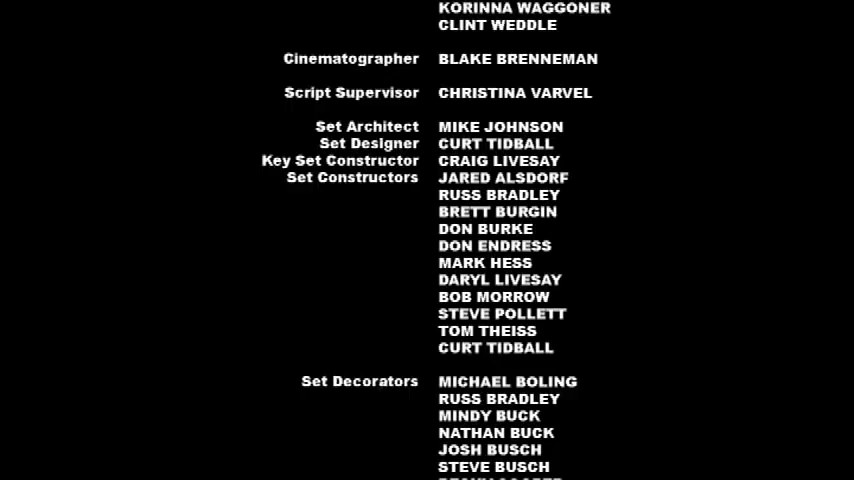 KORINNA WAGGONER
CLINT WEDDLE
Cinematographer BLAKE BRENNEMAN
Script Supervisor CHRISTINA VARVEL
Set Architect MIKE JOHNSON
Set Designer CURT TIDBALL
Key Set Constructor CRAIG LIVESAY
Set Constructors JARED ALSDORF
RUSS BRADLEY
BRETT BURGIN
DON BURKE
DON ENDRESS
MARK HESS
DARYL LIVESAY
BOB MORROW
STEVE POLLETT
TOM THEISS
CURT TIDBALL
Set Decorators MICHAEL BOLING
RUSS BRADLEY
MINDY BUCK
NATHAN BUCK
JOSH BUSCH
STEVE BUSCH